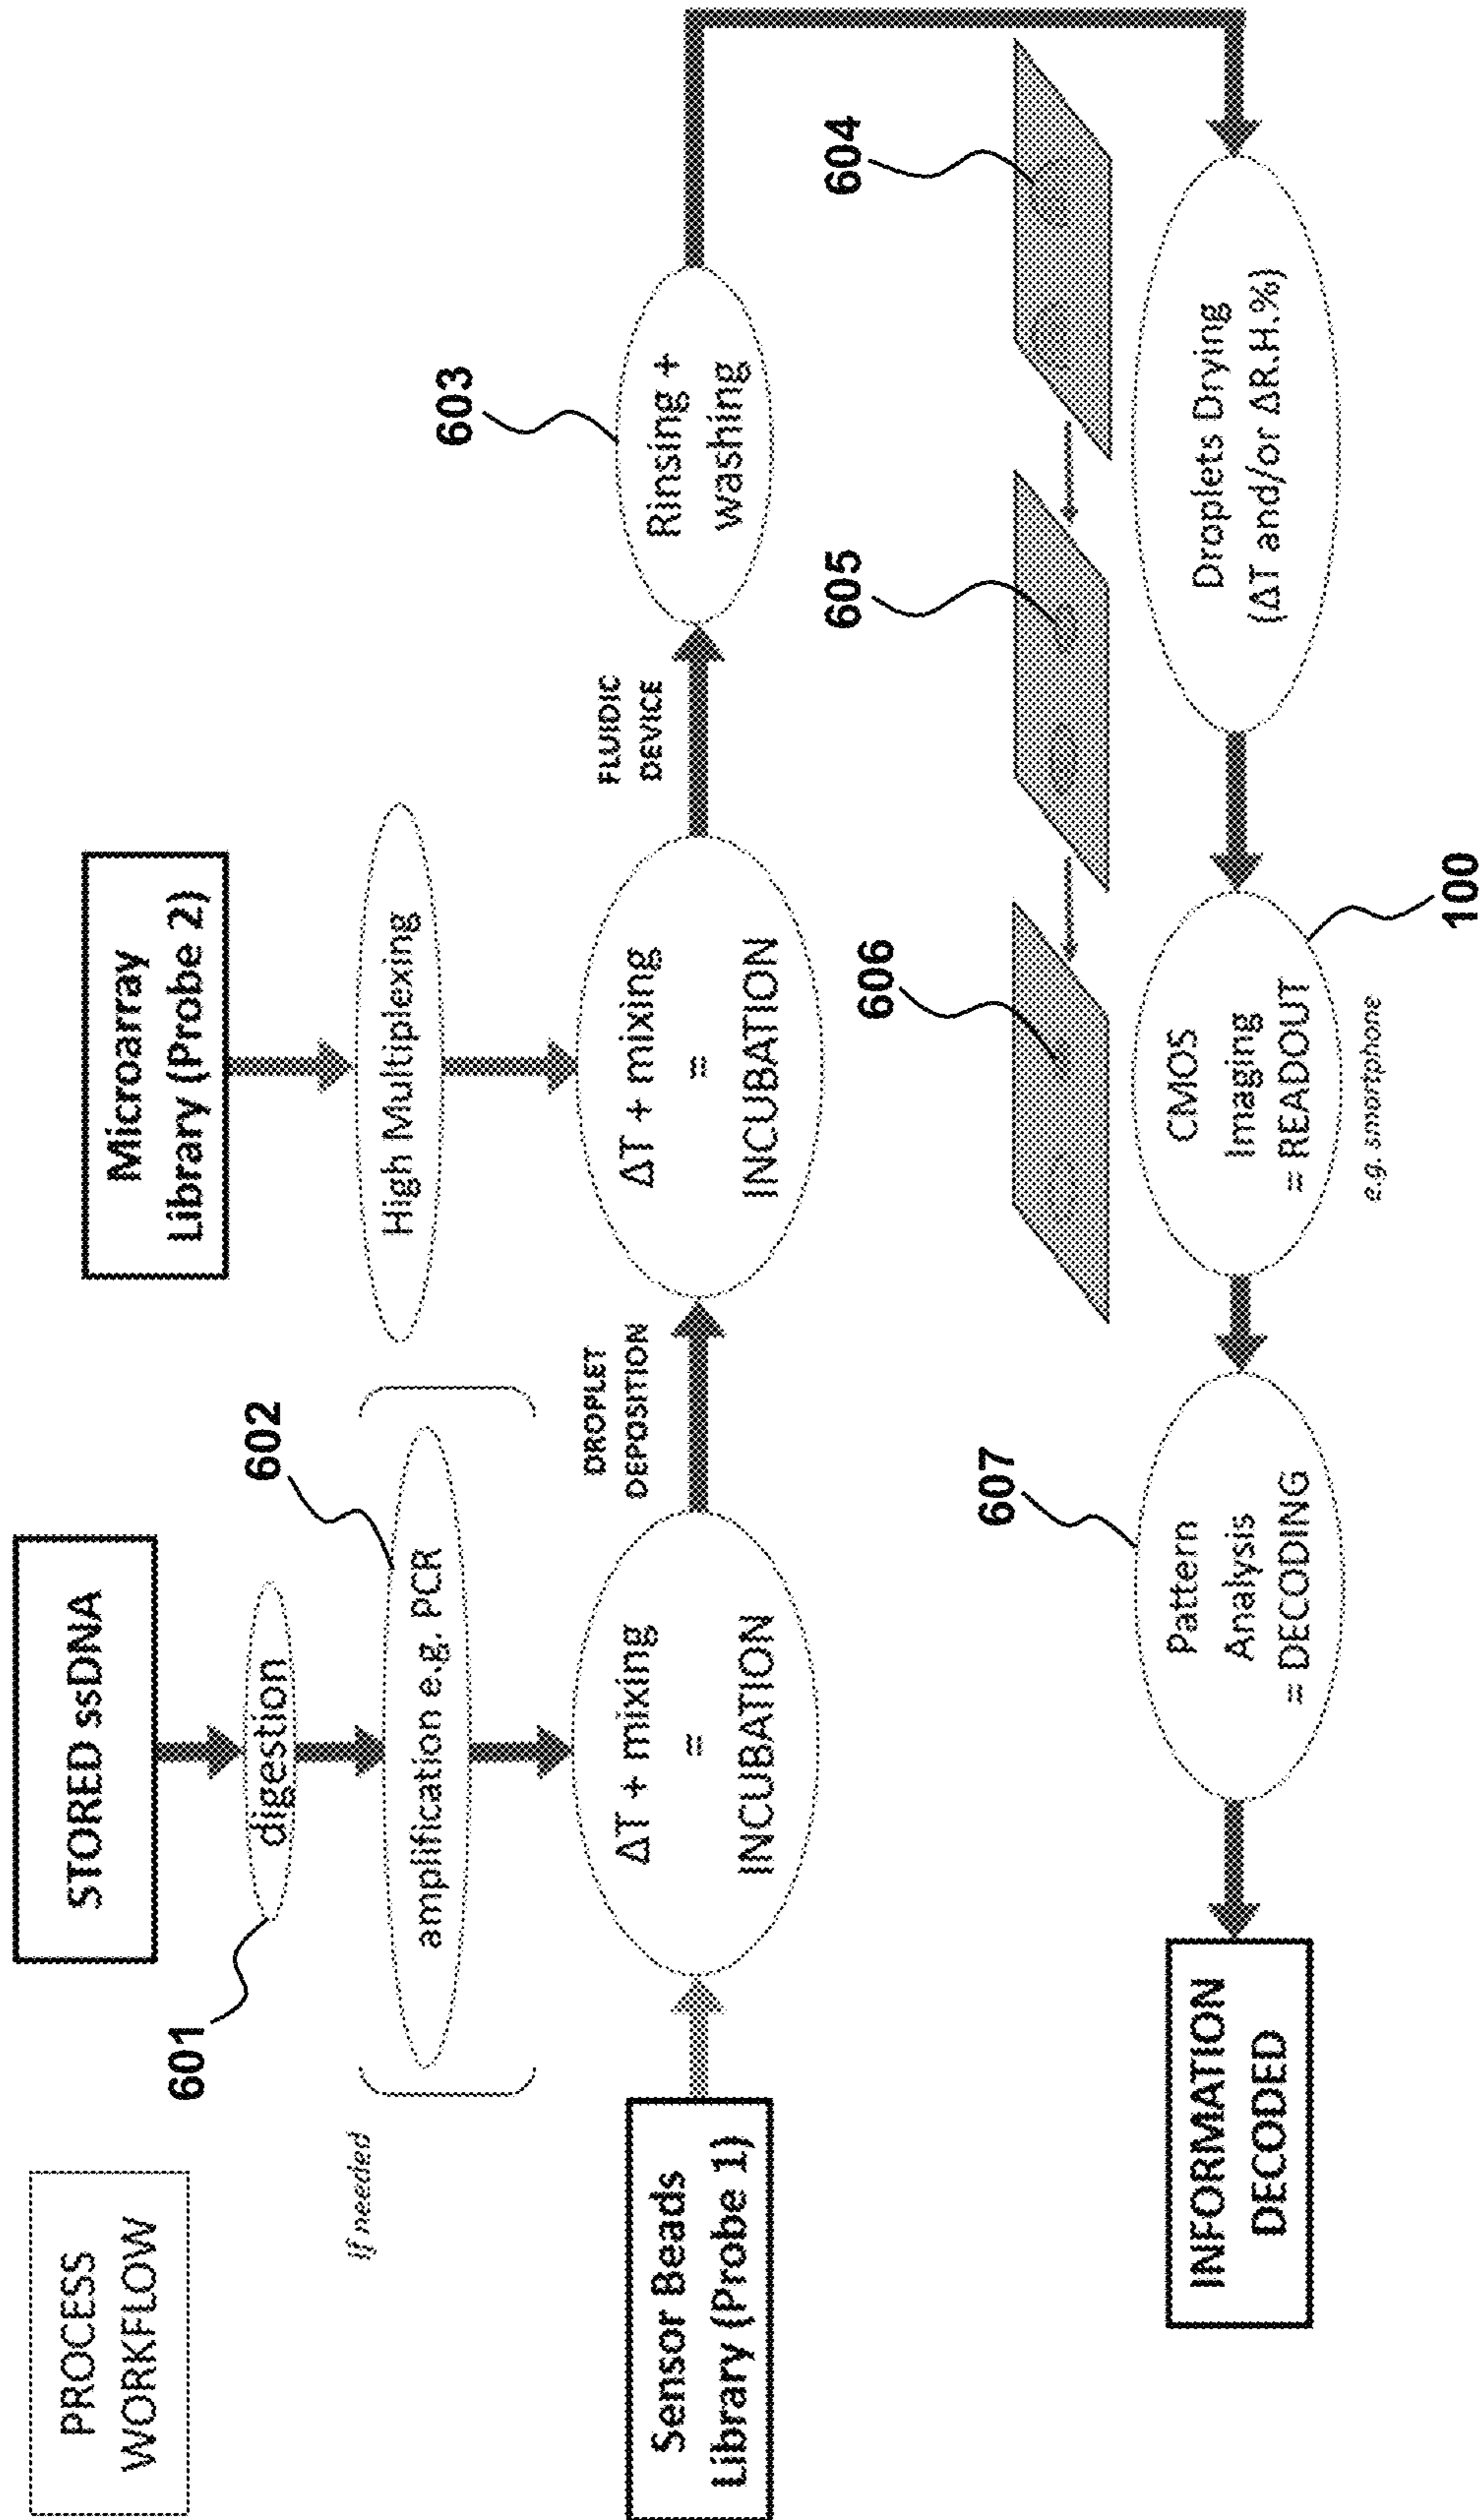 PROCESS
WORKFLOW
STORED ssDNA
601
digestion
If needed
602
amplification e.g. PCR
Sensor Beads
Library (Probe 1)
ΔT + mixing
=
INCUBATION
DROPLET
DEPOSITION
Microarray
Library (Probe 2)
High Multiplexing
ΔT + mixing
=
INCUBATION
FLUIDIC
DEVICE
603
Rinsing +
washing
604
605
606
Droplets Drying
(ΔT and/or ΔR.H.%)
CMOS
Imaging
= READOUT
100
e.g. smartphone
607
Pattern
Analysis
= DECODING
INFORMATION
DECODED